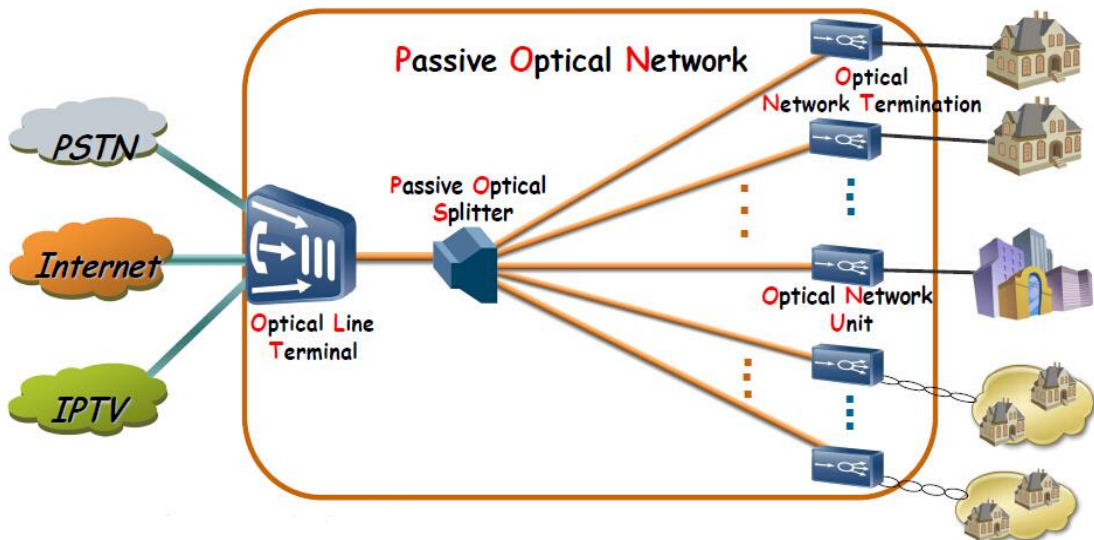 Passive Optical Network
Optical
Network Termination
PSTN
Passive Optical
Splitter
Internet
Optical Network
Unit
Optical Line
Terminal
IPTV